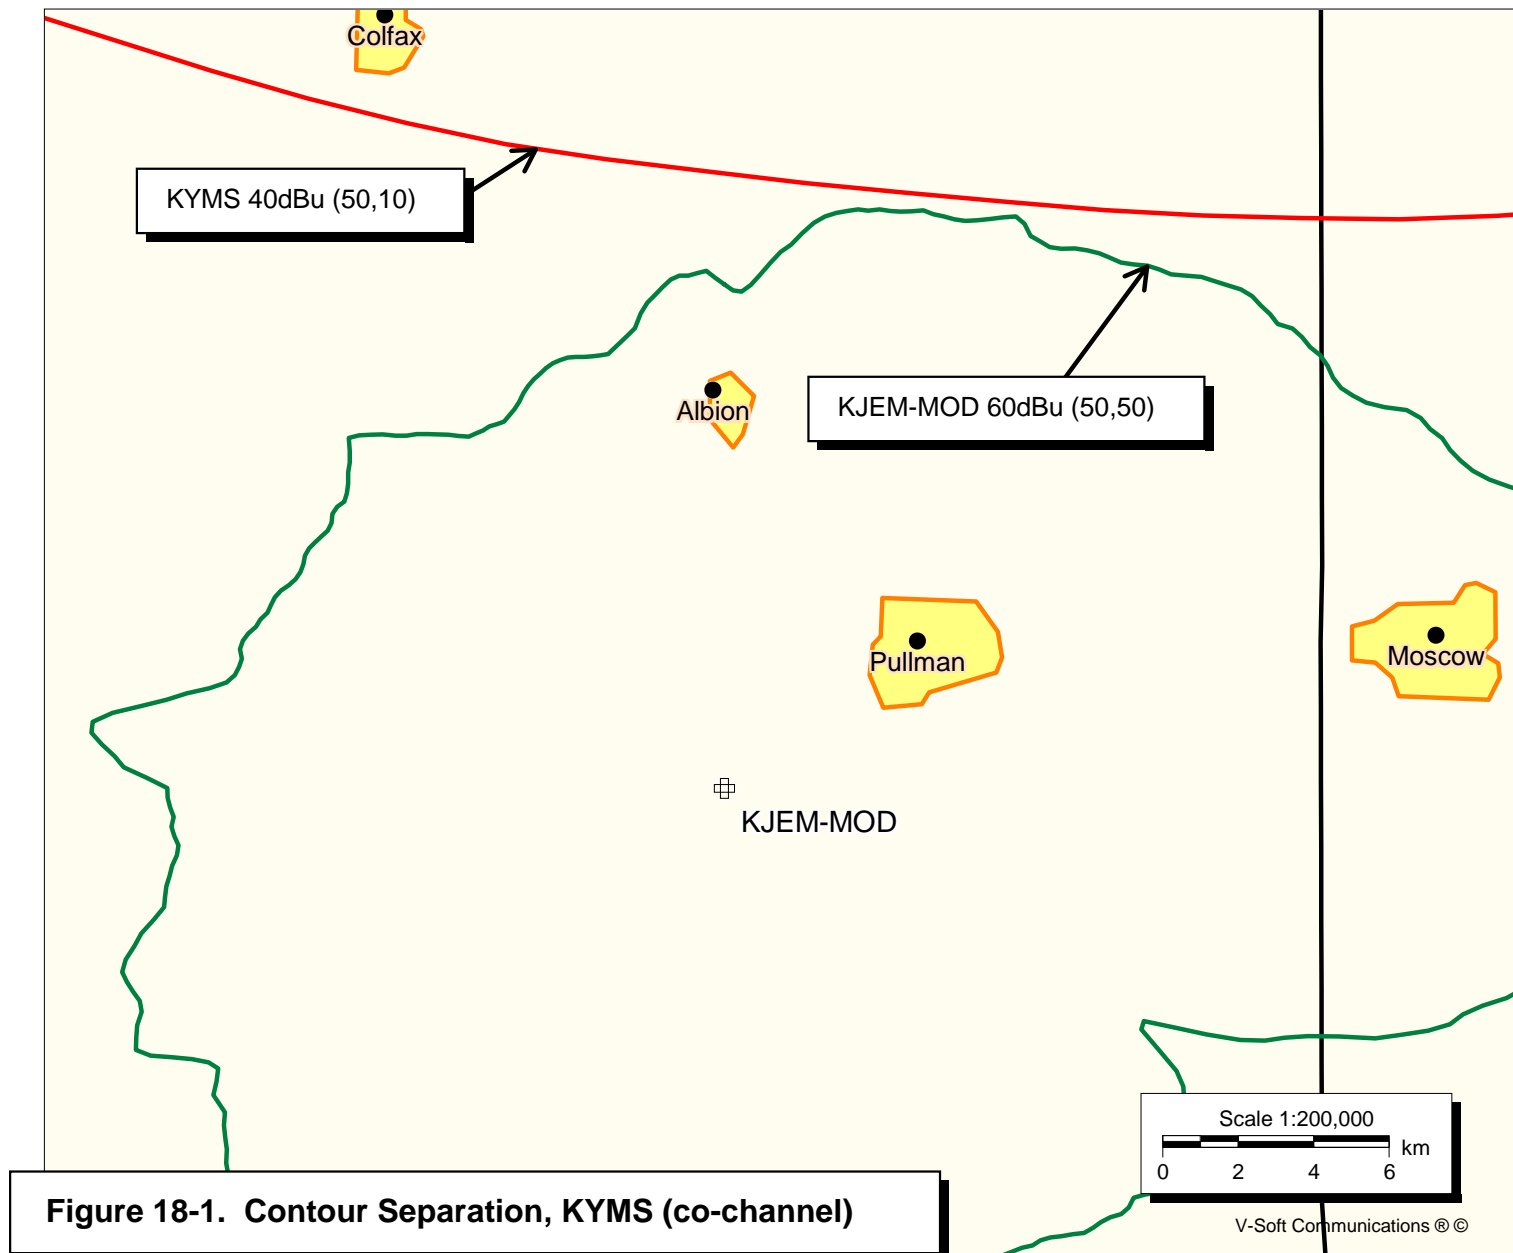 Colfax
KYMS 40dBu (50,10)
Albion
KJEM-MOD 60dBu (50,50)
Pullman
Moscow
KJEM-MOD
Scale 1:200,000
km
0 2 4 6
Figure 18-1. Contour Separation, KYMS (co-channel)
V-Soft Communications ® ©